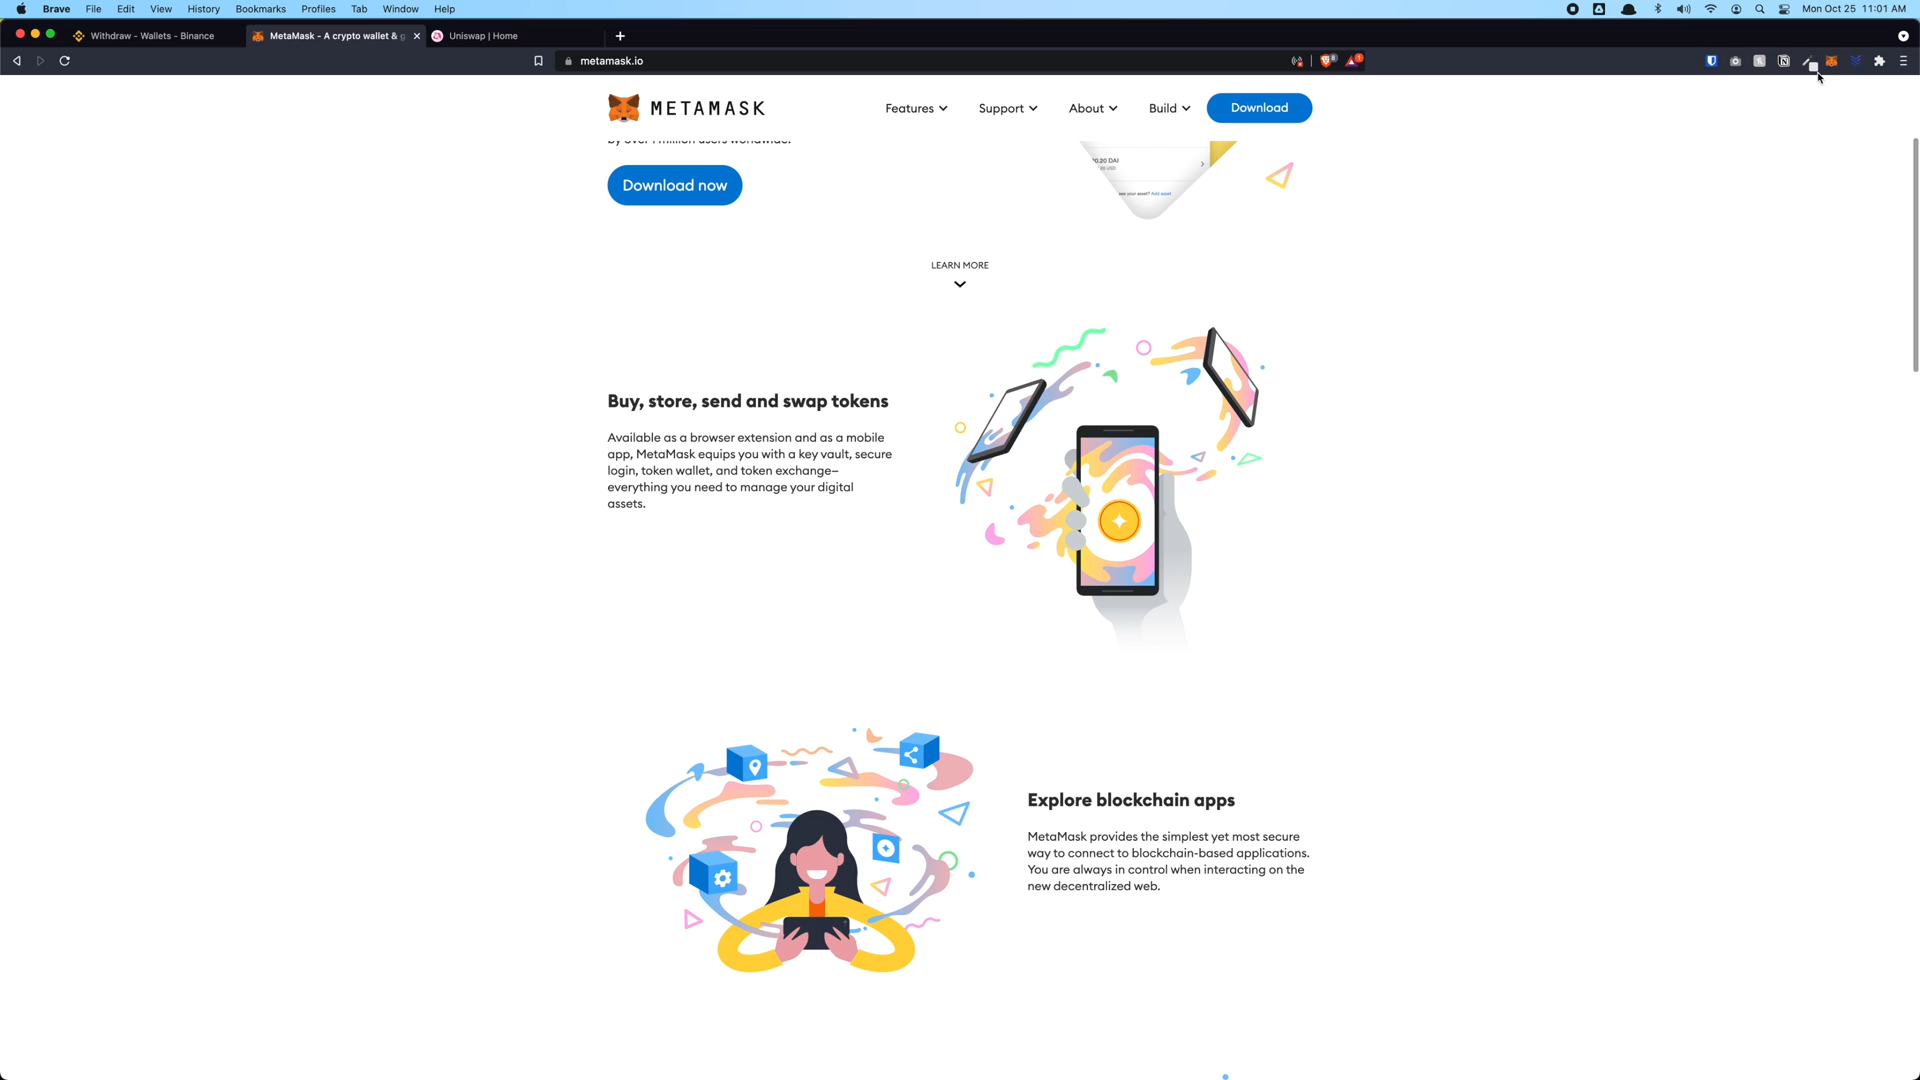 Brave File Edit View History Bookmarks Profiles Tab Window Help Mon Oct 25 11:01 AM
Withdraw - Wallets - Binance MetaMask - A crypto wallet & g Uniswap | Home
metamask.io
METAMASK Features Support About Build Download
Download now
0.20 DAI
Add asset
LEARN MORE
Buy, store, send and swap tokens
Available as a browser extension and as a mobile
app, MetaMask equips you with a key vault, secure
login, token wallet, and token exchange—
everything you need to manage your digital
assets.
Explore blockchain apps
MetaMask provides the simplest yet most secure
way to connect to blockchain-based applications.
You are always in control when interacting on the
new decentralized web.